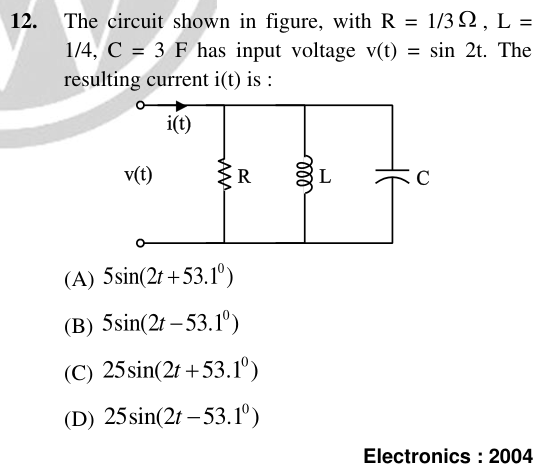 12. The circuit shown in figure, with R = 1/3 Ω , L =
1/4, C = 3 F has input voltage v(t) = sin 2t. The
resulting current i(t) is :
i(t)
v(t) R L C
(A) 5sin(2t+53.1⁰)
(B) 5sin(2t−53.1⁰)
(C) 25sin(2t+53.1⁰)
(D) 25sin(2t−53.1⁰)
Electronics : 2004